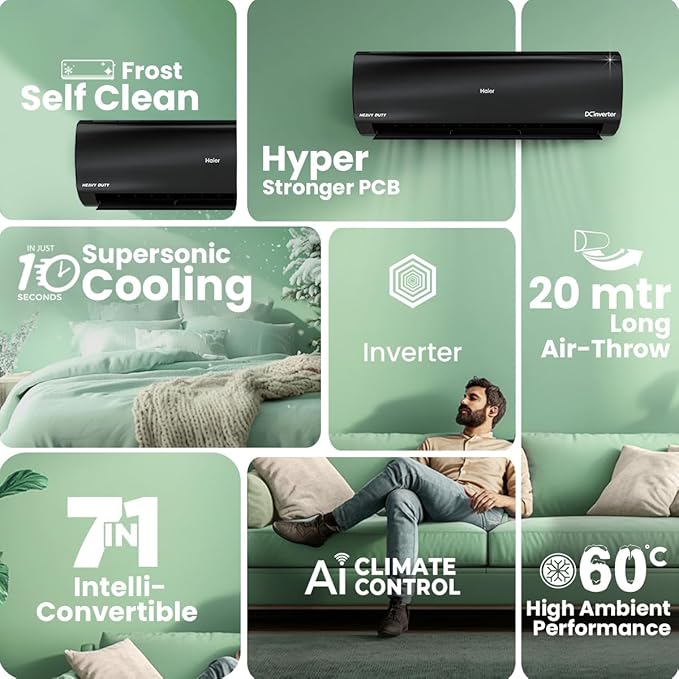 Frost
Self Clean
Haier
HEAVY DUTY
Haier
HEAVY DUTY
DCinverter
Hyper
Stronger PCB
IN JUST
10
SECONDS
Supersonic
Cooling
Inverter
20 mtr
Long
Air-Throw
7IN1
Intelli-
Convertible
Ai CLIMATE
CONTROL
60°C
High Ambient
Performance